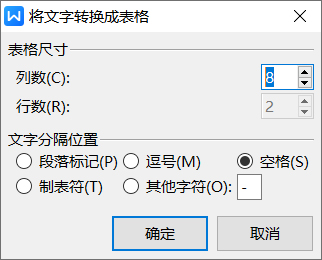 将文字转换成表格
表格尺寸
列数(C): 8
行数(R): 2
文字分隔位置
段落标记(P) 逗号(M) 空格(S)
制表符(T) 其他字符(O): -
确定 取消